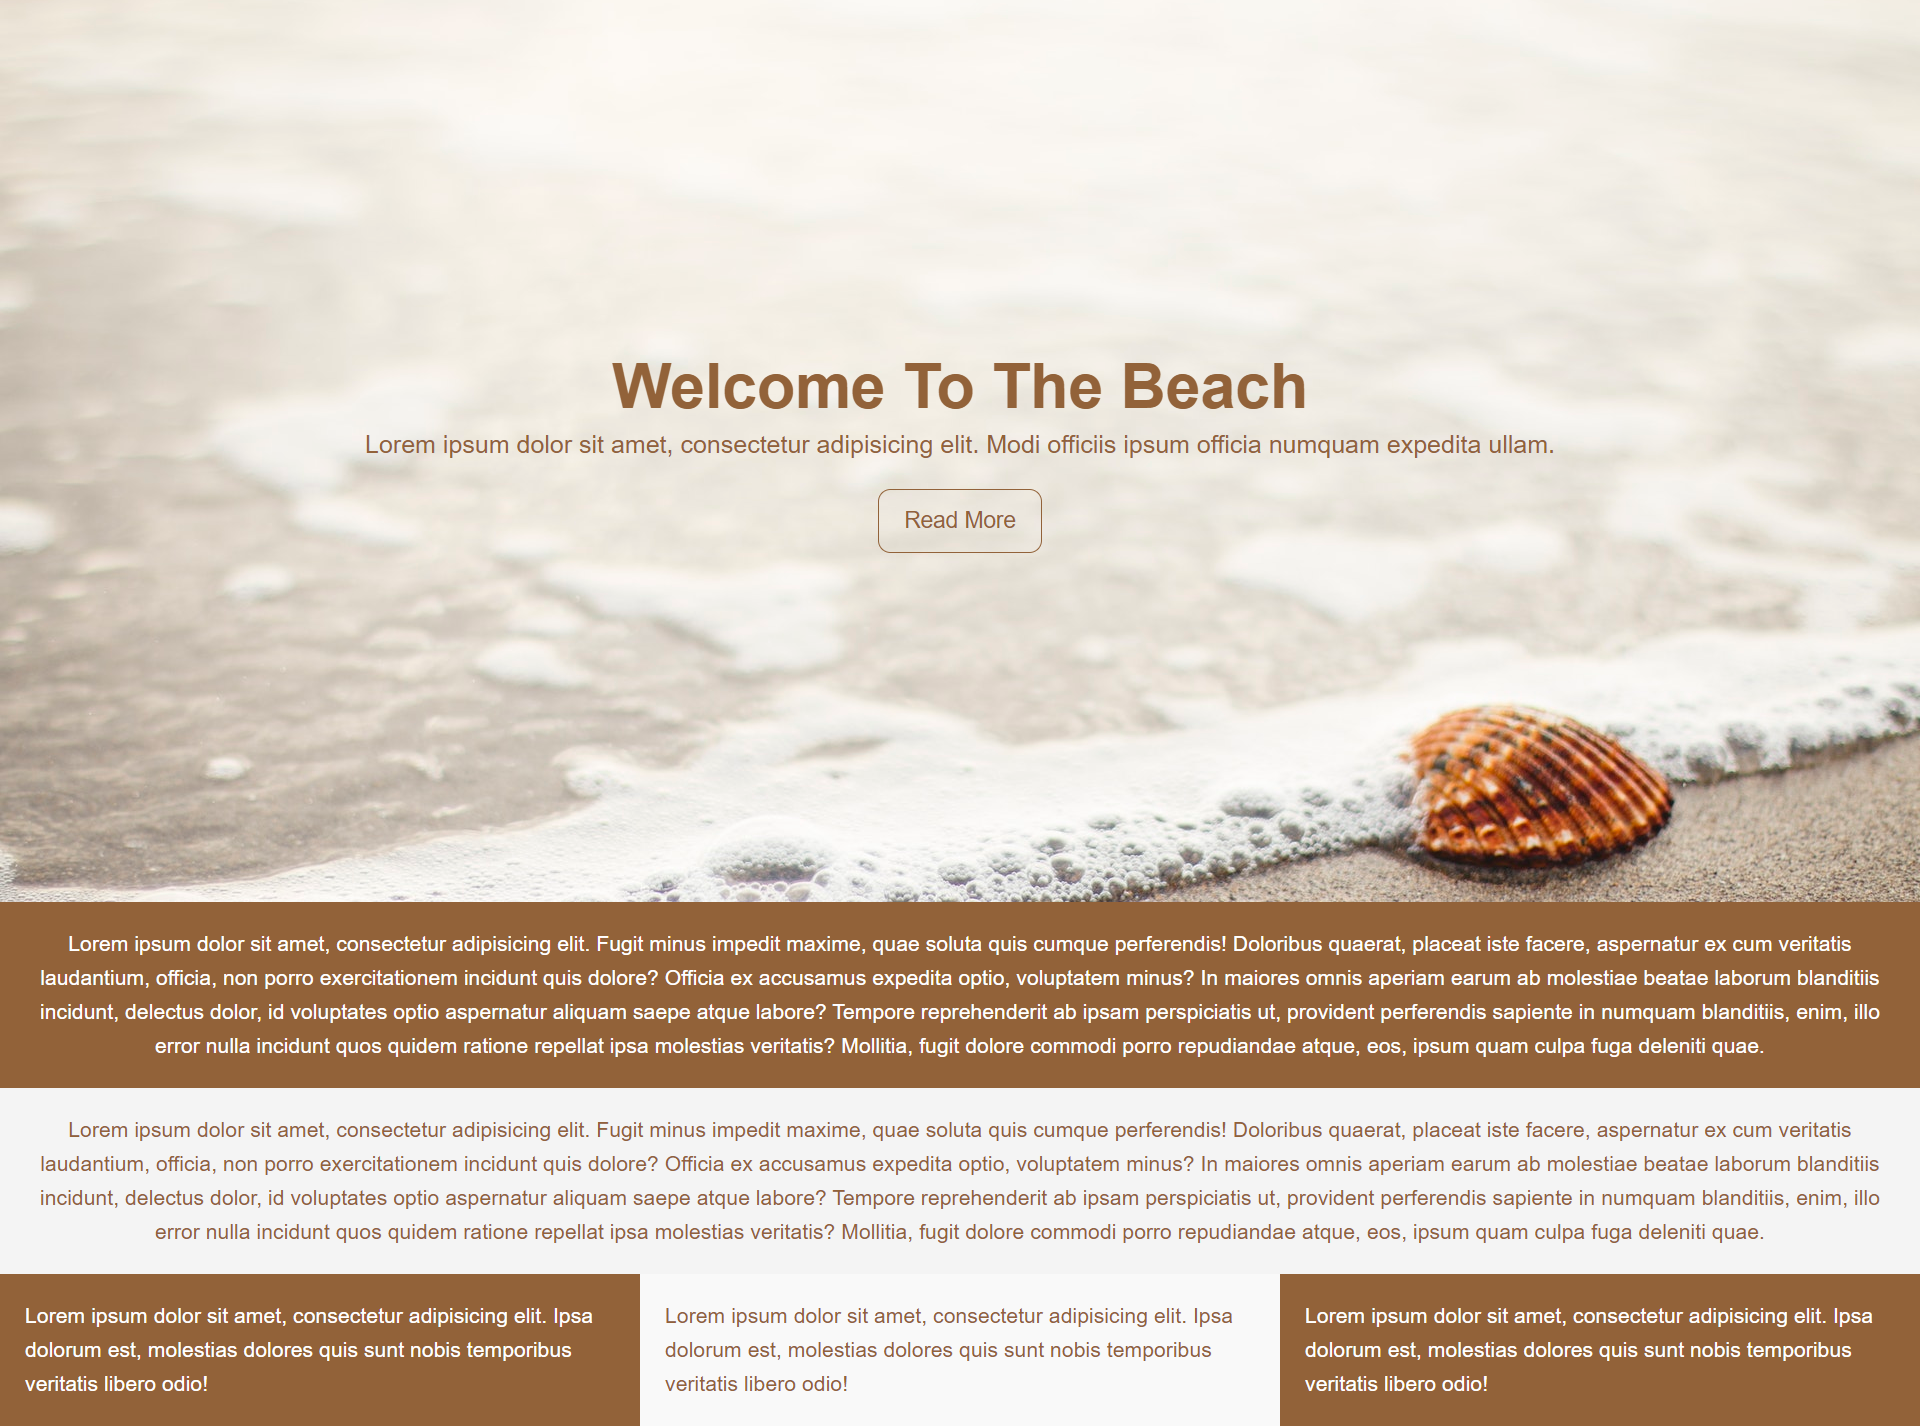 Welcome To The Beach
Lorem ipsum dolor sit amet, consectetur adipisicing elit. Modi officiis ipsum officia numquam expedita ullam.
Read More
Lorem ipsum dolor sit amet, consectetur adipisicing elit. Fugit minus impedit maxime, quae soluta quis cumque perferendis! Doloribus quaerat, placeat iste facere, aspernatur ex cum veritatis
laudantium, officia, non porro exercitationem incidunt quis dolore? Officia ex accusamus expedita optio, voluptatem minus? In maiores omnis aperiam earum ab molestiae beatae laborum blanditiis
incidunt, delectus dolor, id voluptates optio aspernatur aliquam saepe atque labore? Tempore reprehenderit ab ipsam perspiciatis ut, provident perferendis sapiente in numquam blanditiis, enim, illo
error nulla incidunt quos quidem ratione repellat ipsa molestias veritatis? Mollitia, fugit dolore commodi porro repudiandae atque, eos, ipsum quam culpa fuga deleniti quae.
Lorem ipsum dolor sit amet, consectetur adipisicing elit. Fugit minus impedit maxime, quae soluta quis cumque perferendis! Doloribus quaerat, placeat iste facere, aspernatur ex cum veritatis
laudantium, officia, non porro exercitationem incidunt quis dolore? Officia ex accusamus expedita optio, voluptatem minus? In maiores omnis aperiam earum ab molestiae beatae laborum blanditiis
incidunt, delectus dolor, id voluptates optio aspernatur aliquam saepe atque labore? Tempore reprehenderit ab ipsam perspiciatis ut, provident perferendis sapiente in numquam blanditiis, enim, illo
error nulla incidunt quos quidem ratione repellat ipsa molestias veritatis? Mollitia, fugit dolore commodi porro repudiandae atque, eos, ipsum quam culpa fuga deleniti quae.
Lorem ipsum dolor sit amet, consectetur adipisicing elit. Ipsa
dolorum est, molestias dolores quis sunt nobis temporibus
veritatis libero odio!
Lorem ipsum dolor sit amet, consectetur adipisicing elit. Ipsa
dolorum est, molestias dolores quis sunt nobis temporibus
veritatis libero odio!
Lorem ipsum dolor sit amet, consectetur adipisicing elit. Ipsa
dolorum est, molestias dolores quis sunt nobis temporibus
veritatis libero odio!